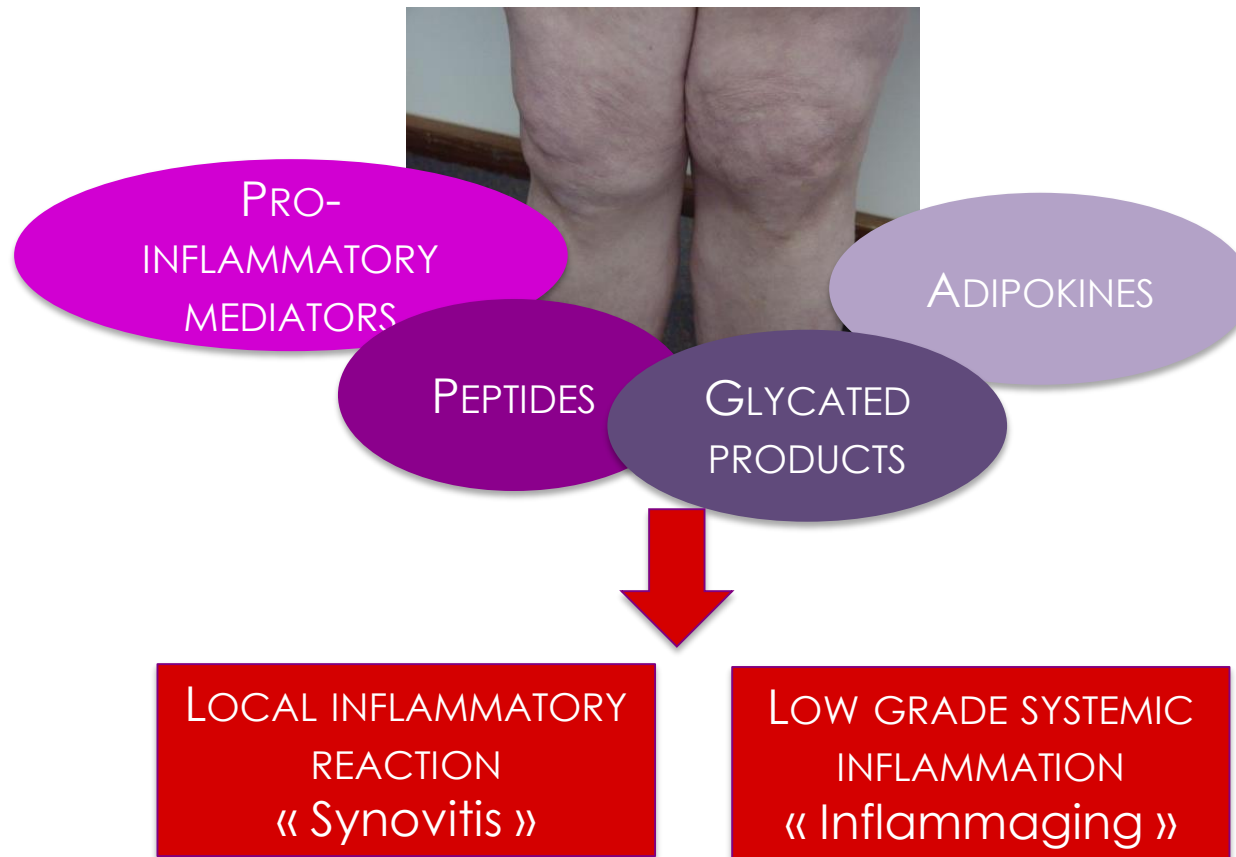 PRO-
INFLAMMATORY
MEDIATORS
PEPTIDES
GLYCATED
PRODUCTS
ADIPOKINES
LOCAL INFLAMMATORY
REACTION
« Synovitis »
LOW GRADE SYSTEMIC
INFLAMMATION
« Inflammaging »